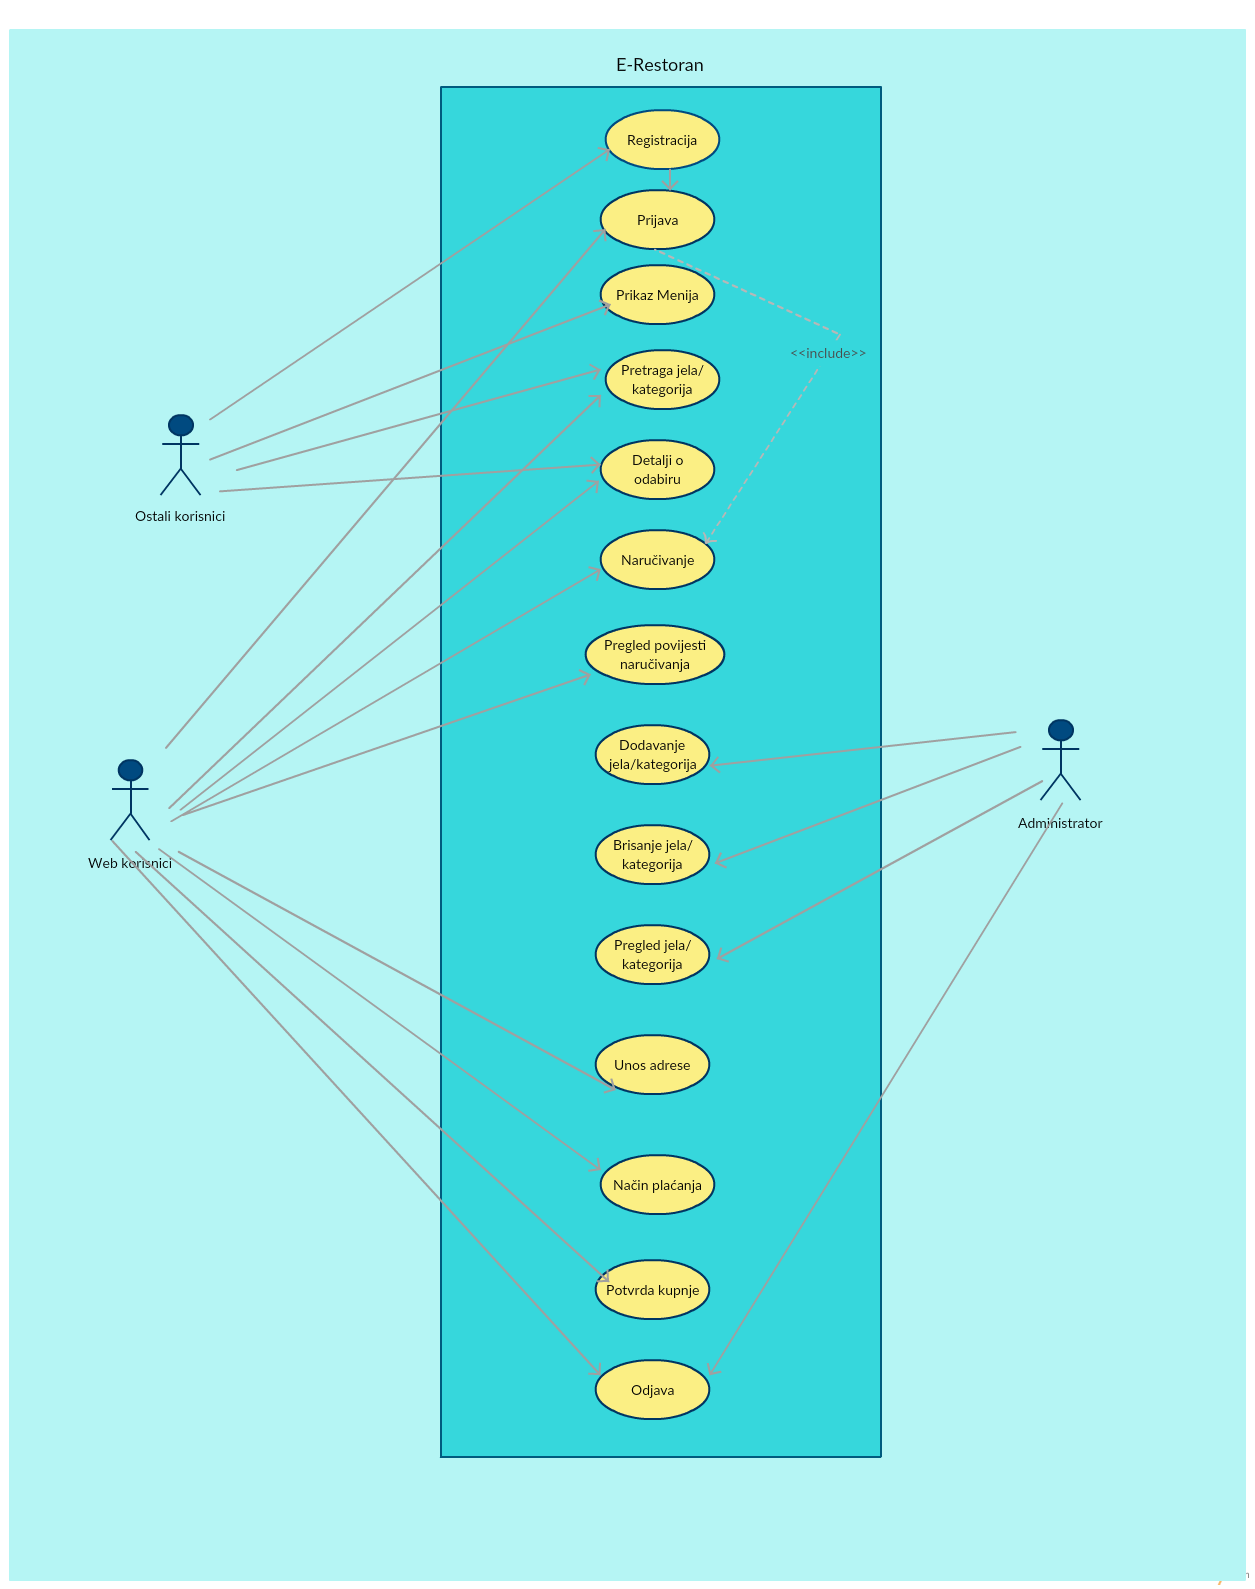 E-Restoran
Registracija
Prijava
Prikaz Menija
<<include>>
Pretraga jela/
kategorija
Detalji o
odabiru
Ostali korisnici
Naručivanje
Pregled povijesti
naručivanja
Dodavanje
jela/kategorija
Administrator
Brisanje jela/
kategorija
Web korisnici
Pregled jela/
kategorija
Unos adrese
Način plaćanja
Potvrda kupnje
Odjava